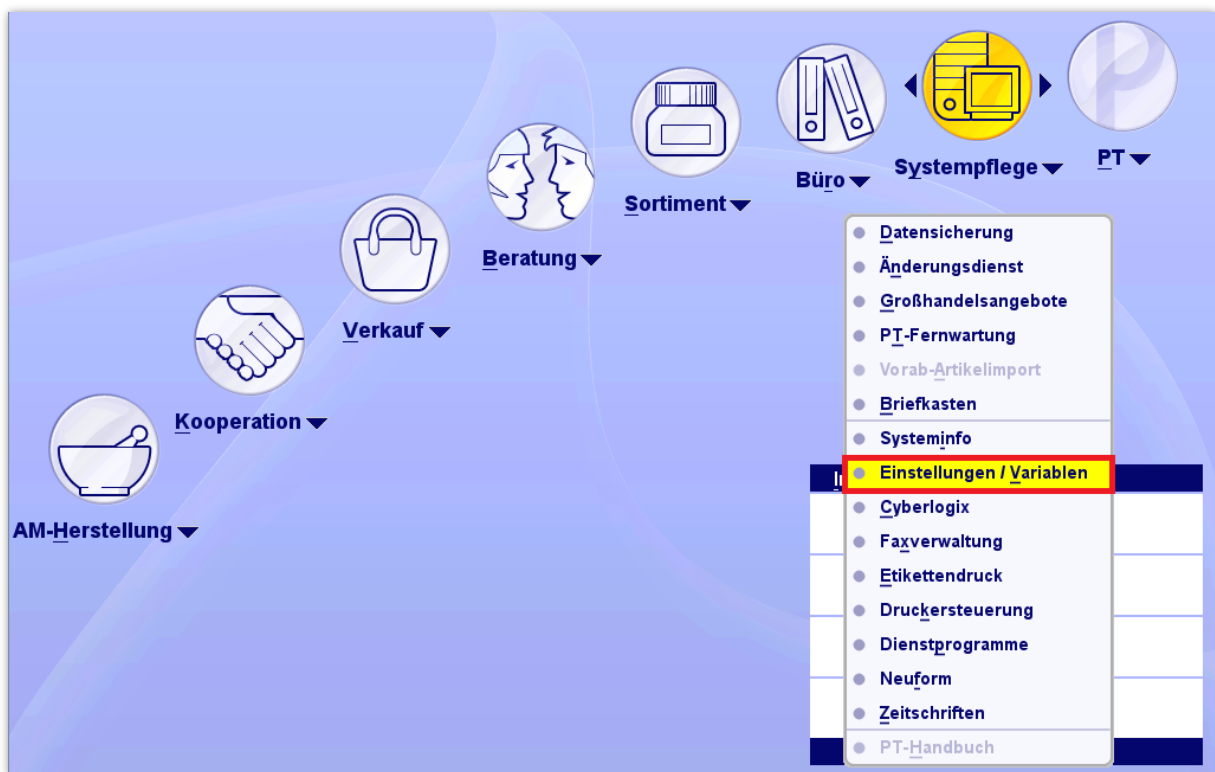 PT
Systempflege
Büro
Sortiment
Beratung
Verkauf
Kooperation
AM-Herstellung
Datensicherung
Änderungsdienst
Großhandelsangebote
PT-Fernwartung
Vorab-Artikelimport
Briefkasten
Systeminfo
Einstellungen / Variablen
Cyberlogix
Faxverwaltung
Etikettendruck
Druckersteuerung
Dienstprogramme
Neuform
Zeitschriften
PT-Handbuch